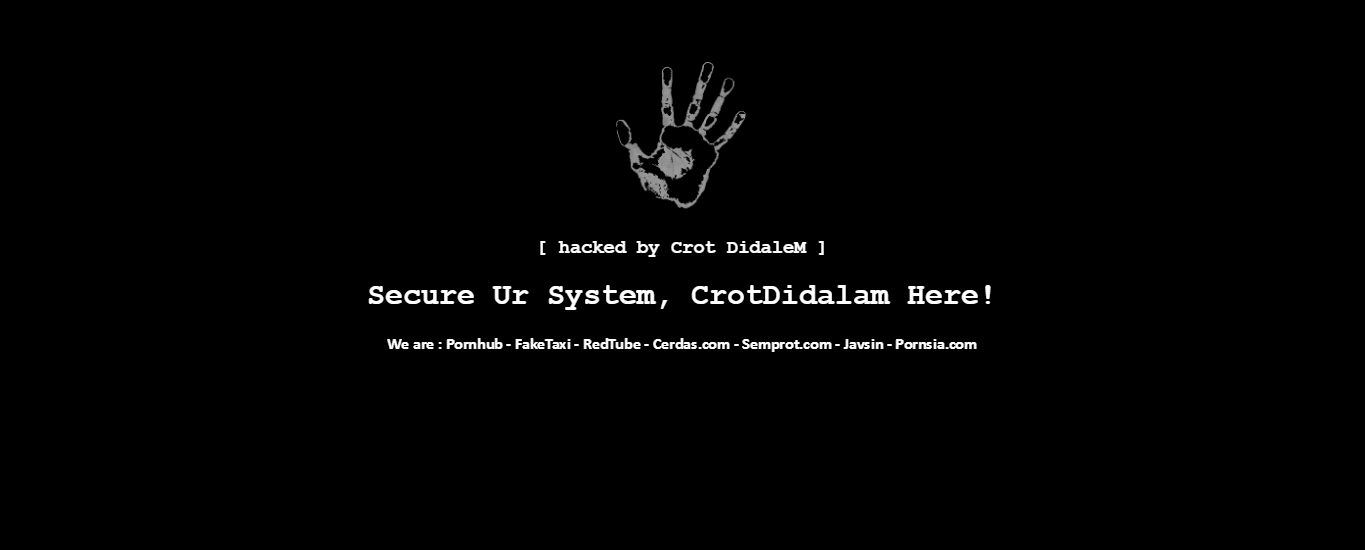 [ hacked by Crot DidaleM ]
Secure Ur System, CrotDidalam Here!
We are : Pornhub - FakeTaxi - RedTube - Cerdas.com - Semprot.com - Javsin - Pornsia.com